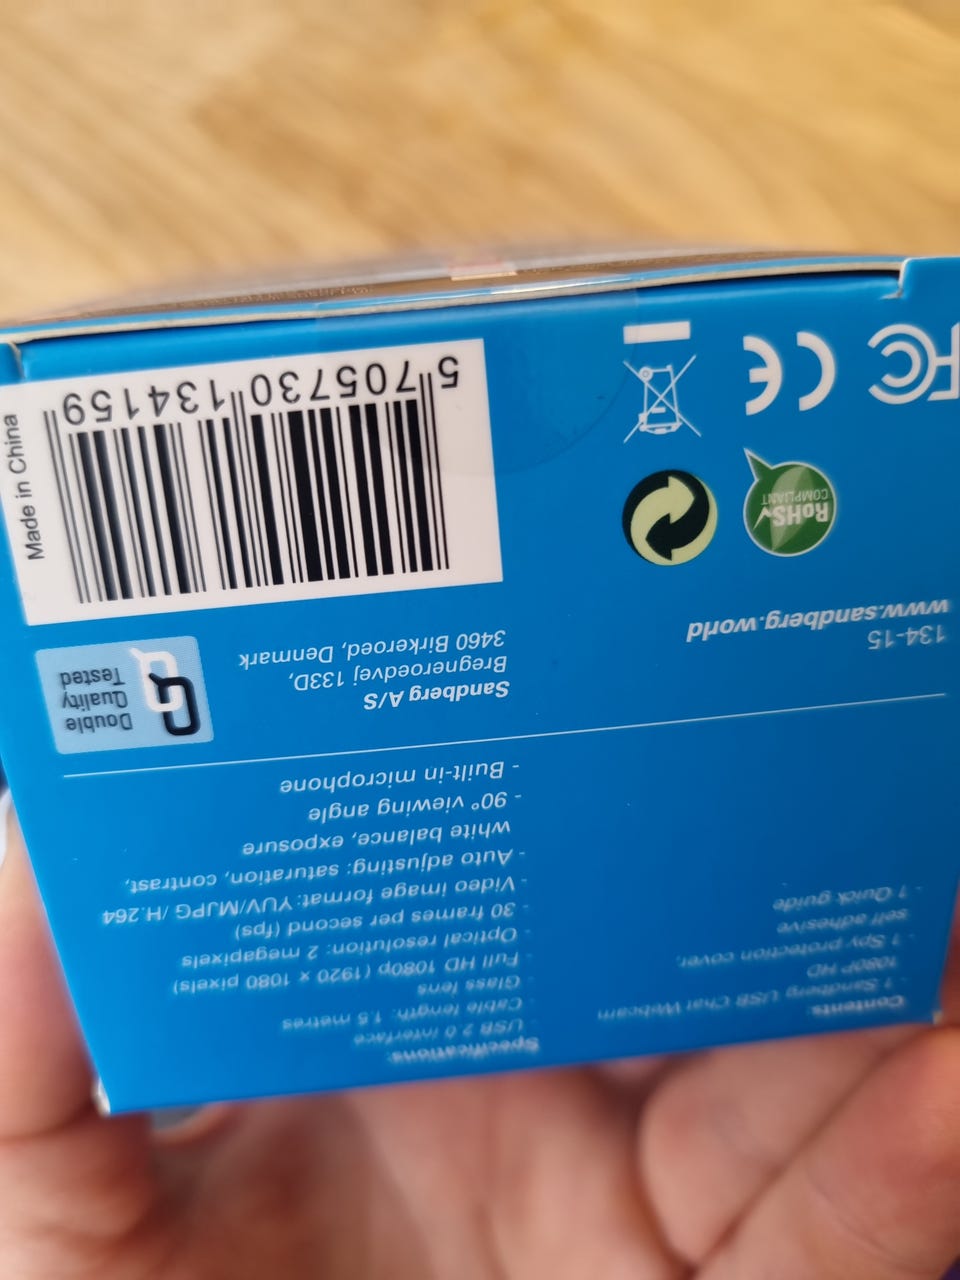 Contents:
- 1 Sandberg USB Chat Webcam
1080P HD
- 1 Spy protection cover,
self adhesive
- 1 Quick guide
Specifications:
- USB 2.0 interface
- Cable length: 1.5 metres
- Glass lens
- Full HD 1080p (1920 x 1080 pixels)
- Optical resolution: 2 megapixels
- 30 frames per second (fps)
- Video image format: YUV/MJPG /H.264
- Auto adjusting: saturation, contrast,
white balance, exposure
- 90° viewing angle
- Built-in microphone
134-15
www.sandberg.world
Sandberg A/S
Bregneroedvej 133D,
3460 Birkeroed, Denmark
Double
Quality
Tested
RoHS
COMPLIANT
FC
CE
5 705730 134159
Made in China